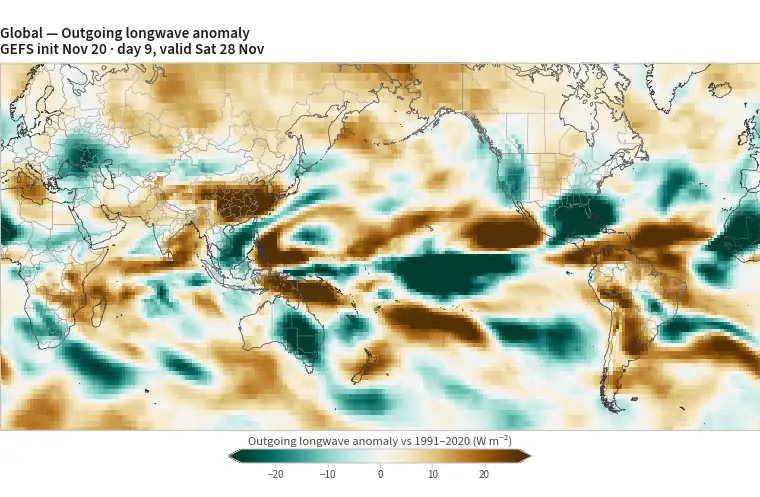 Global — Outgoing longwave anomaly
GEFS init Nov 20 · day 9, valid Sat 28 Nov
Outgoing longwave anomaly vs 1991–2020 (W m⁻²)
−20 −10 0 10 20